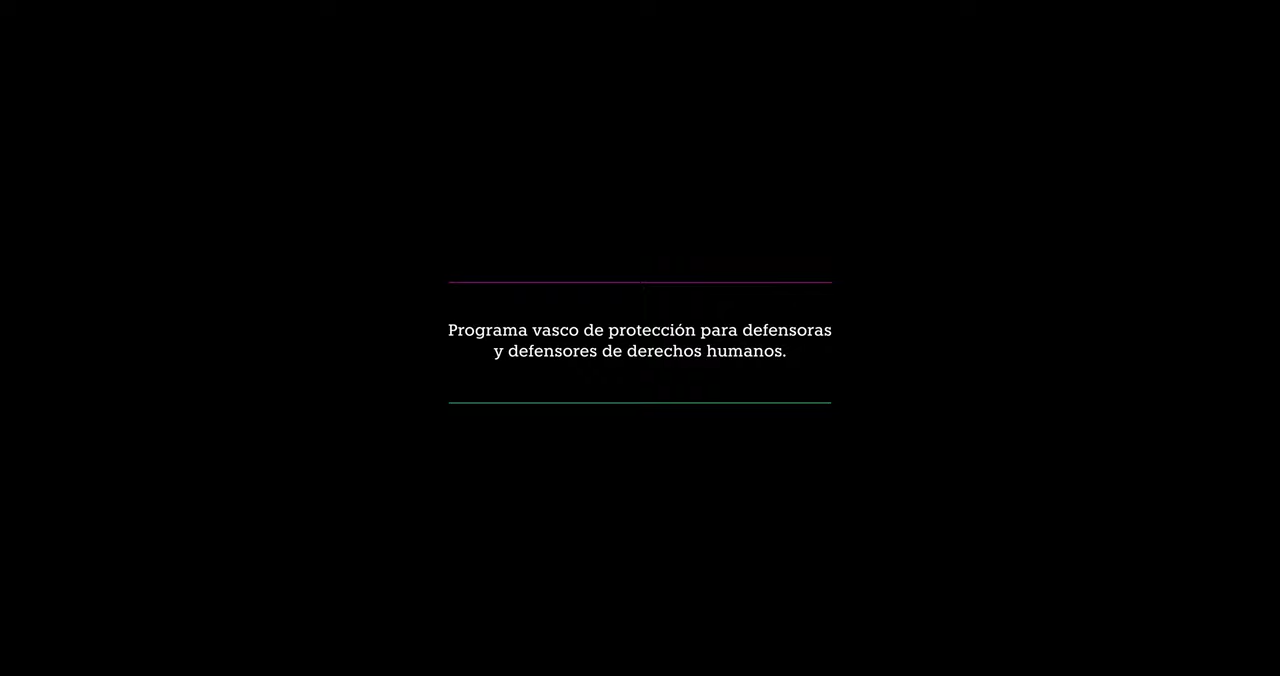 Programa vasco de protección para defensoras
y defensores de derechos humanos.